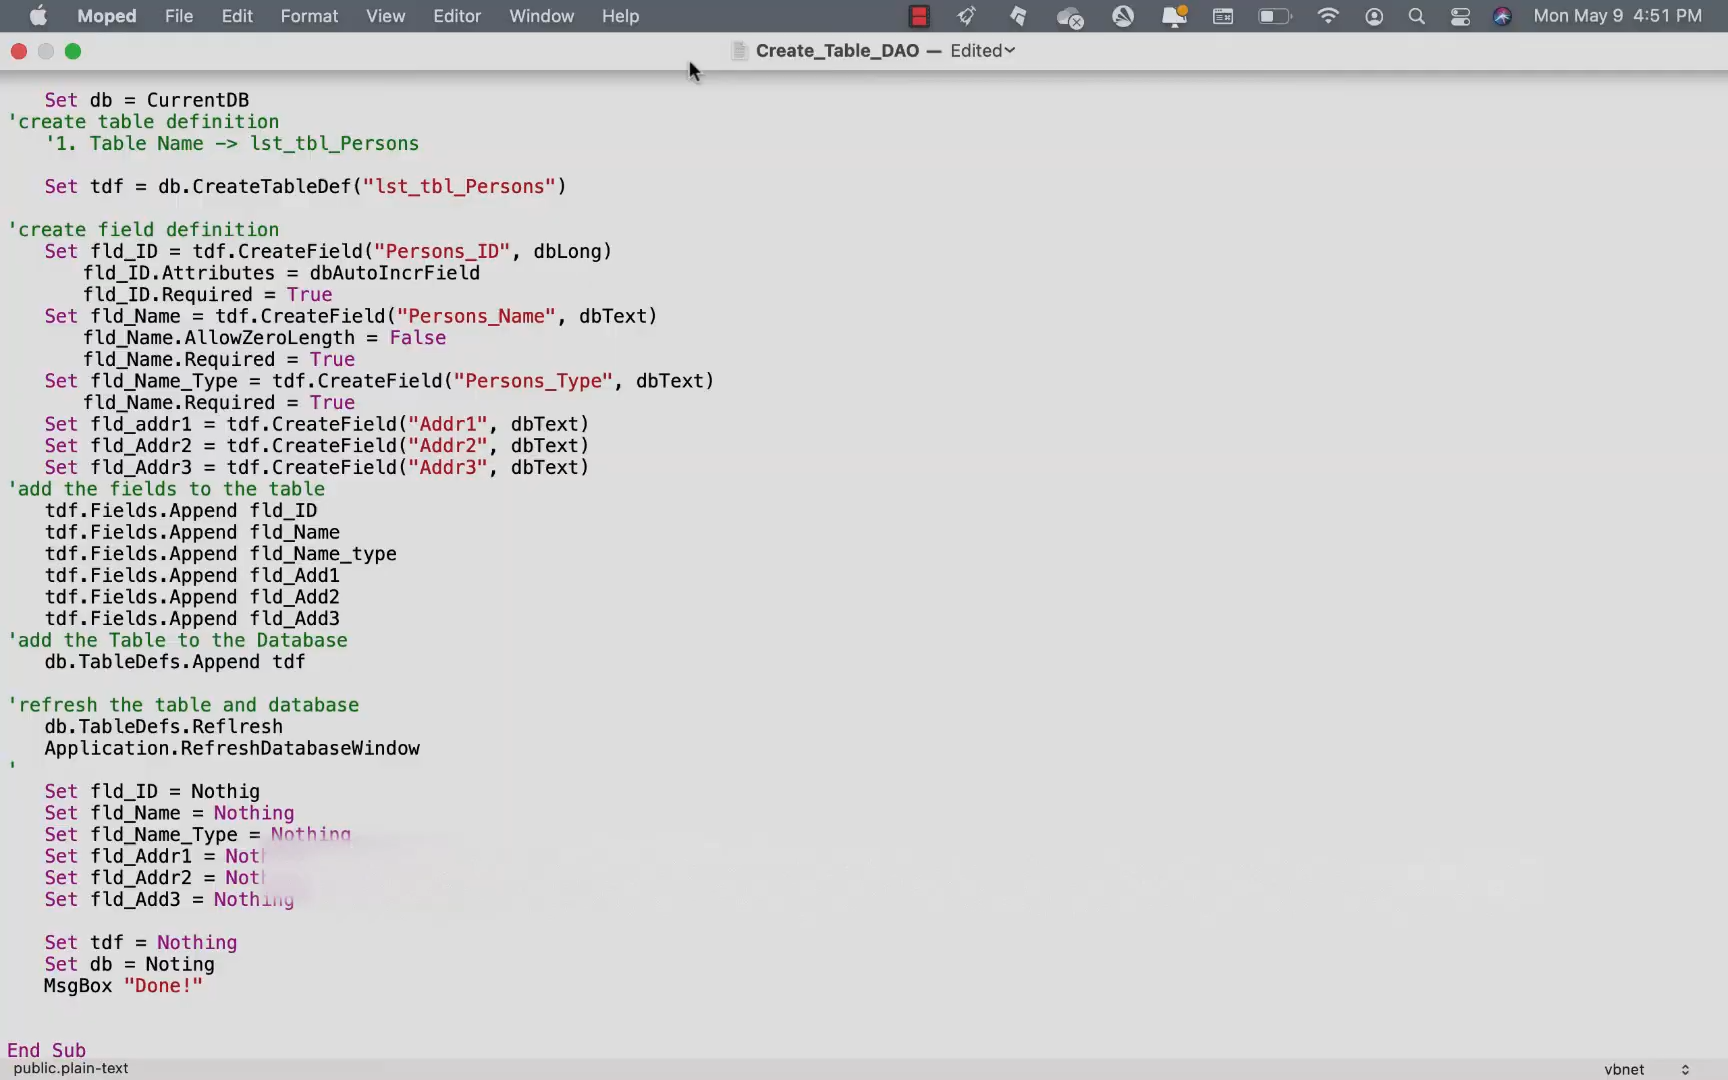 Moped File Edit Format View Editor Window Help Mon May 9 4:51 PM
Create_Table_DAO — Edited
Set db = CurrentDB
'create table definition
'1. Table Name -> lst_tbl_Persons
Set tdf = db.CreateTableDef("lst_tbl_Persons")
'create field definition
Set fld_ID = tdf.CreateField("Persons_ID", dbLong)
fld_ID.Attributes = dbAutoIncrField
fld_ID.Required = True
Set fld_Name = tdf.CreateField("Persons_Name", dbText)
fld_Name.AllowZeroLength = False
fld_Name.Required = True
Set fld_Name_Type = tdf.CreateField("Persons_Type", dbText)
fld_Name.Required = True
Set fld_addr1 = tdf.CreateField("Addr1", dbText)
Set fld_Addr2 = tdf.CreateField("Addr2", dbText)
Set fld_Addr3 = tdf.CreateField("Addr3", dbText)
'add the fields to the table
tdf.Fields.Append fld_ID
tdf.Fields.Append fld_Name
tdf.Fields.Append fld_Name_type
tdf.Fields.Append fld_Add1
tdf.Fields.Append fld_Add2
tdf.Fields.Append fld_Add3
'add the Table to the Database
db.TableDefs.Append tdf
'refresh the table and database
db.TableDefs.Reflresh
Application.RefreshDatabaseWindow
'
Set fld_ID = Nothig
Set fld_Name = Nothing
Set fld_Name_Type = Nothing
Set fld_Addr1 =
Set fld_Addr2 =
Set fld_Add3 = Nothing
Set tdf = Nothing
Set db = Noting
MsgBox "Done!"
End Sub
public.plain-text vbnet